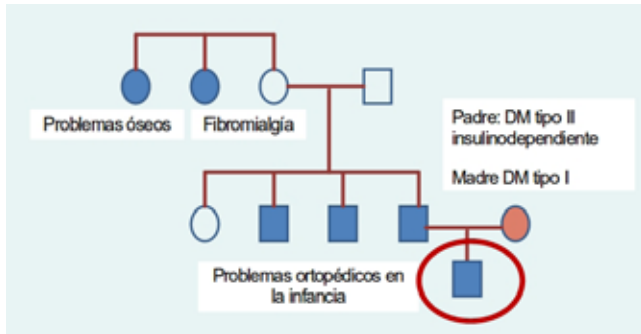 Problemas óseos
Fibromialgía
Padre: DM tipo II
insulinodependiente
Madre DM tipo I
Problemas ortopédicos en
la infancia